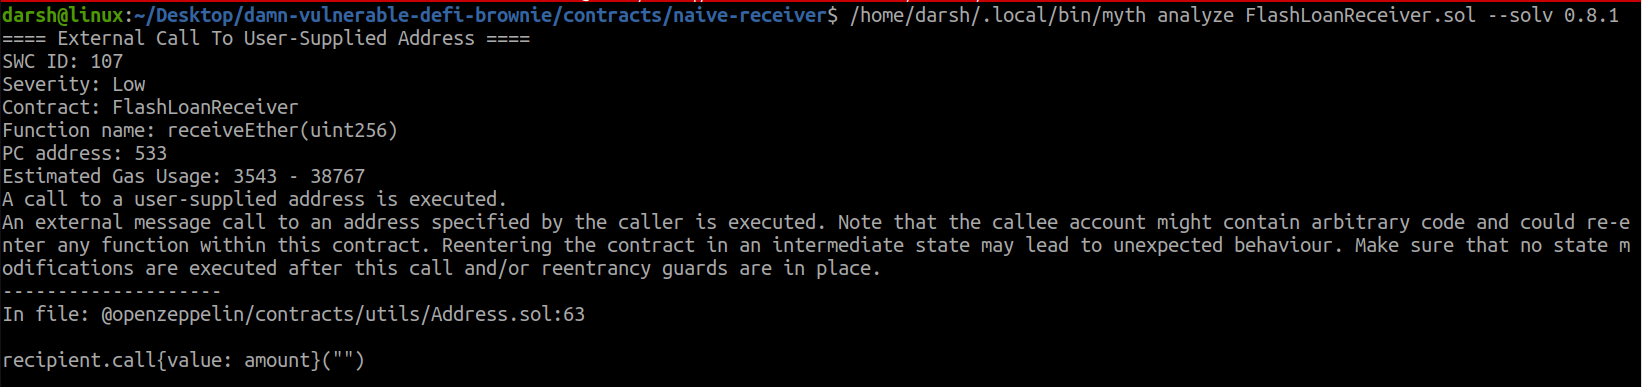 darsh@linux:~/Desktop/damn-vulnerable-defi-brownie/contracts/naive-receiver$ /home/darsh/.local/bin/myth analyze FlashLoanReceiver.sol --solv 0.8.1
==== External Call To User-Supplied Address ====
SWC ID: 107
Severity: Low
Contract: FlashLoanReceiver
Function name: receiveEther(uint256)
PC address: 533
Estimated Gas Usage: 3543 - 38767
A call to a user-supplied address is executed.
An external message call to an address specified by the caller is executed. Note that the callee account might contain arbitrary code and could re-e
nter any function within this contract. Reentering the contract in an intermediate state may lead to unexpected behaviour. Make sure that no state m
odifications are executed after this call and/or reentrancy guards are in place.
--------------------
In file: @openzeppelin/contracts/utils/Address.sol:63
recipient.call{value: amount}("")